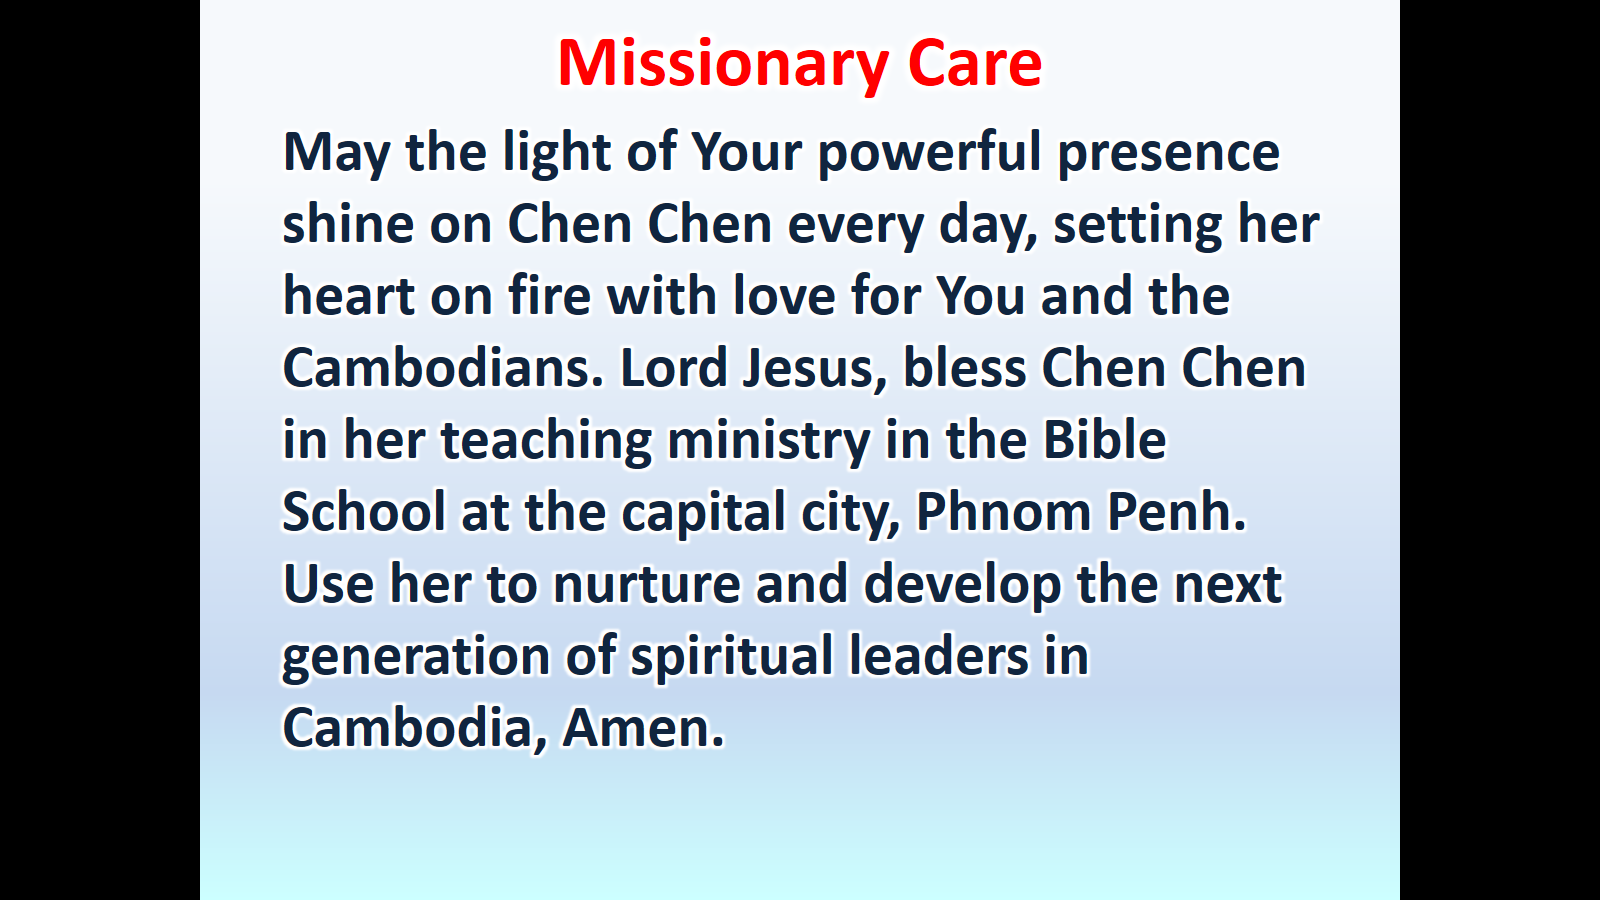 Missionary Care
May the light of Your powerful presence
shine on Chen Chen every day, setting her
heart on fire with love for You and the
Cambodians. Lord Jesus, bless Chen Chen
in her teaching ministry in the Bible
School at the capital city, Phnom Penh.
Use her to nurture and develop the next
generation of spiritual leaders in
Cambodia, Amen.